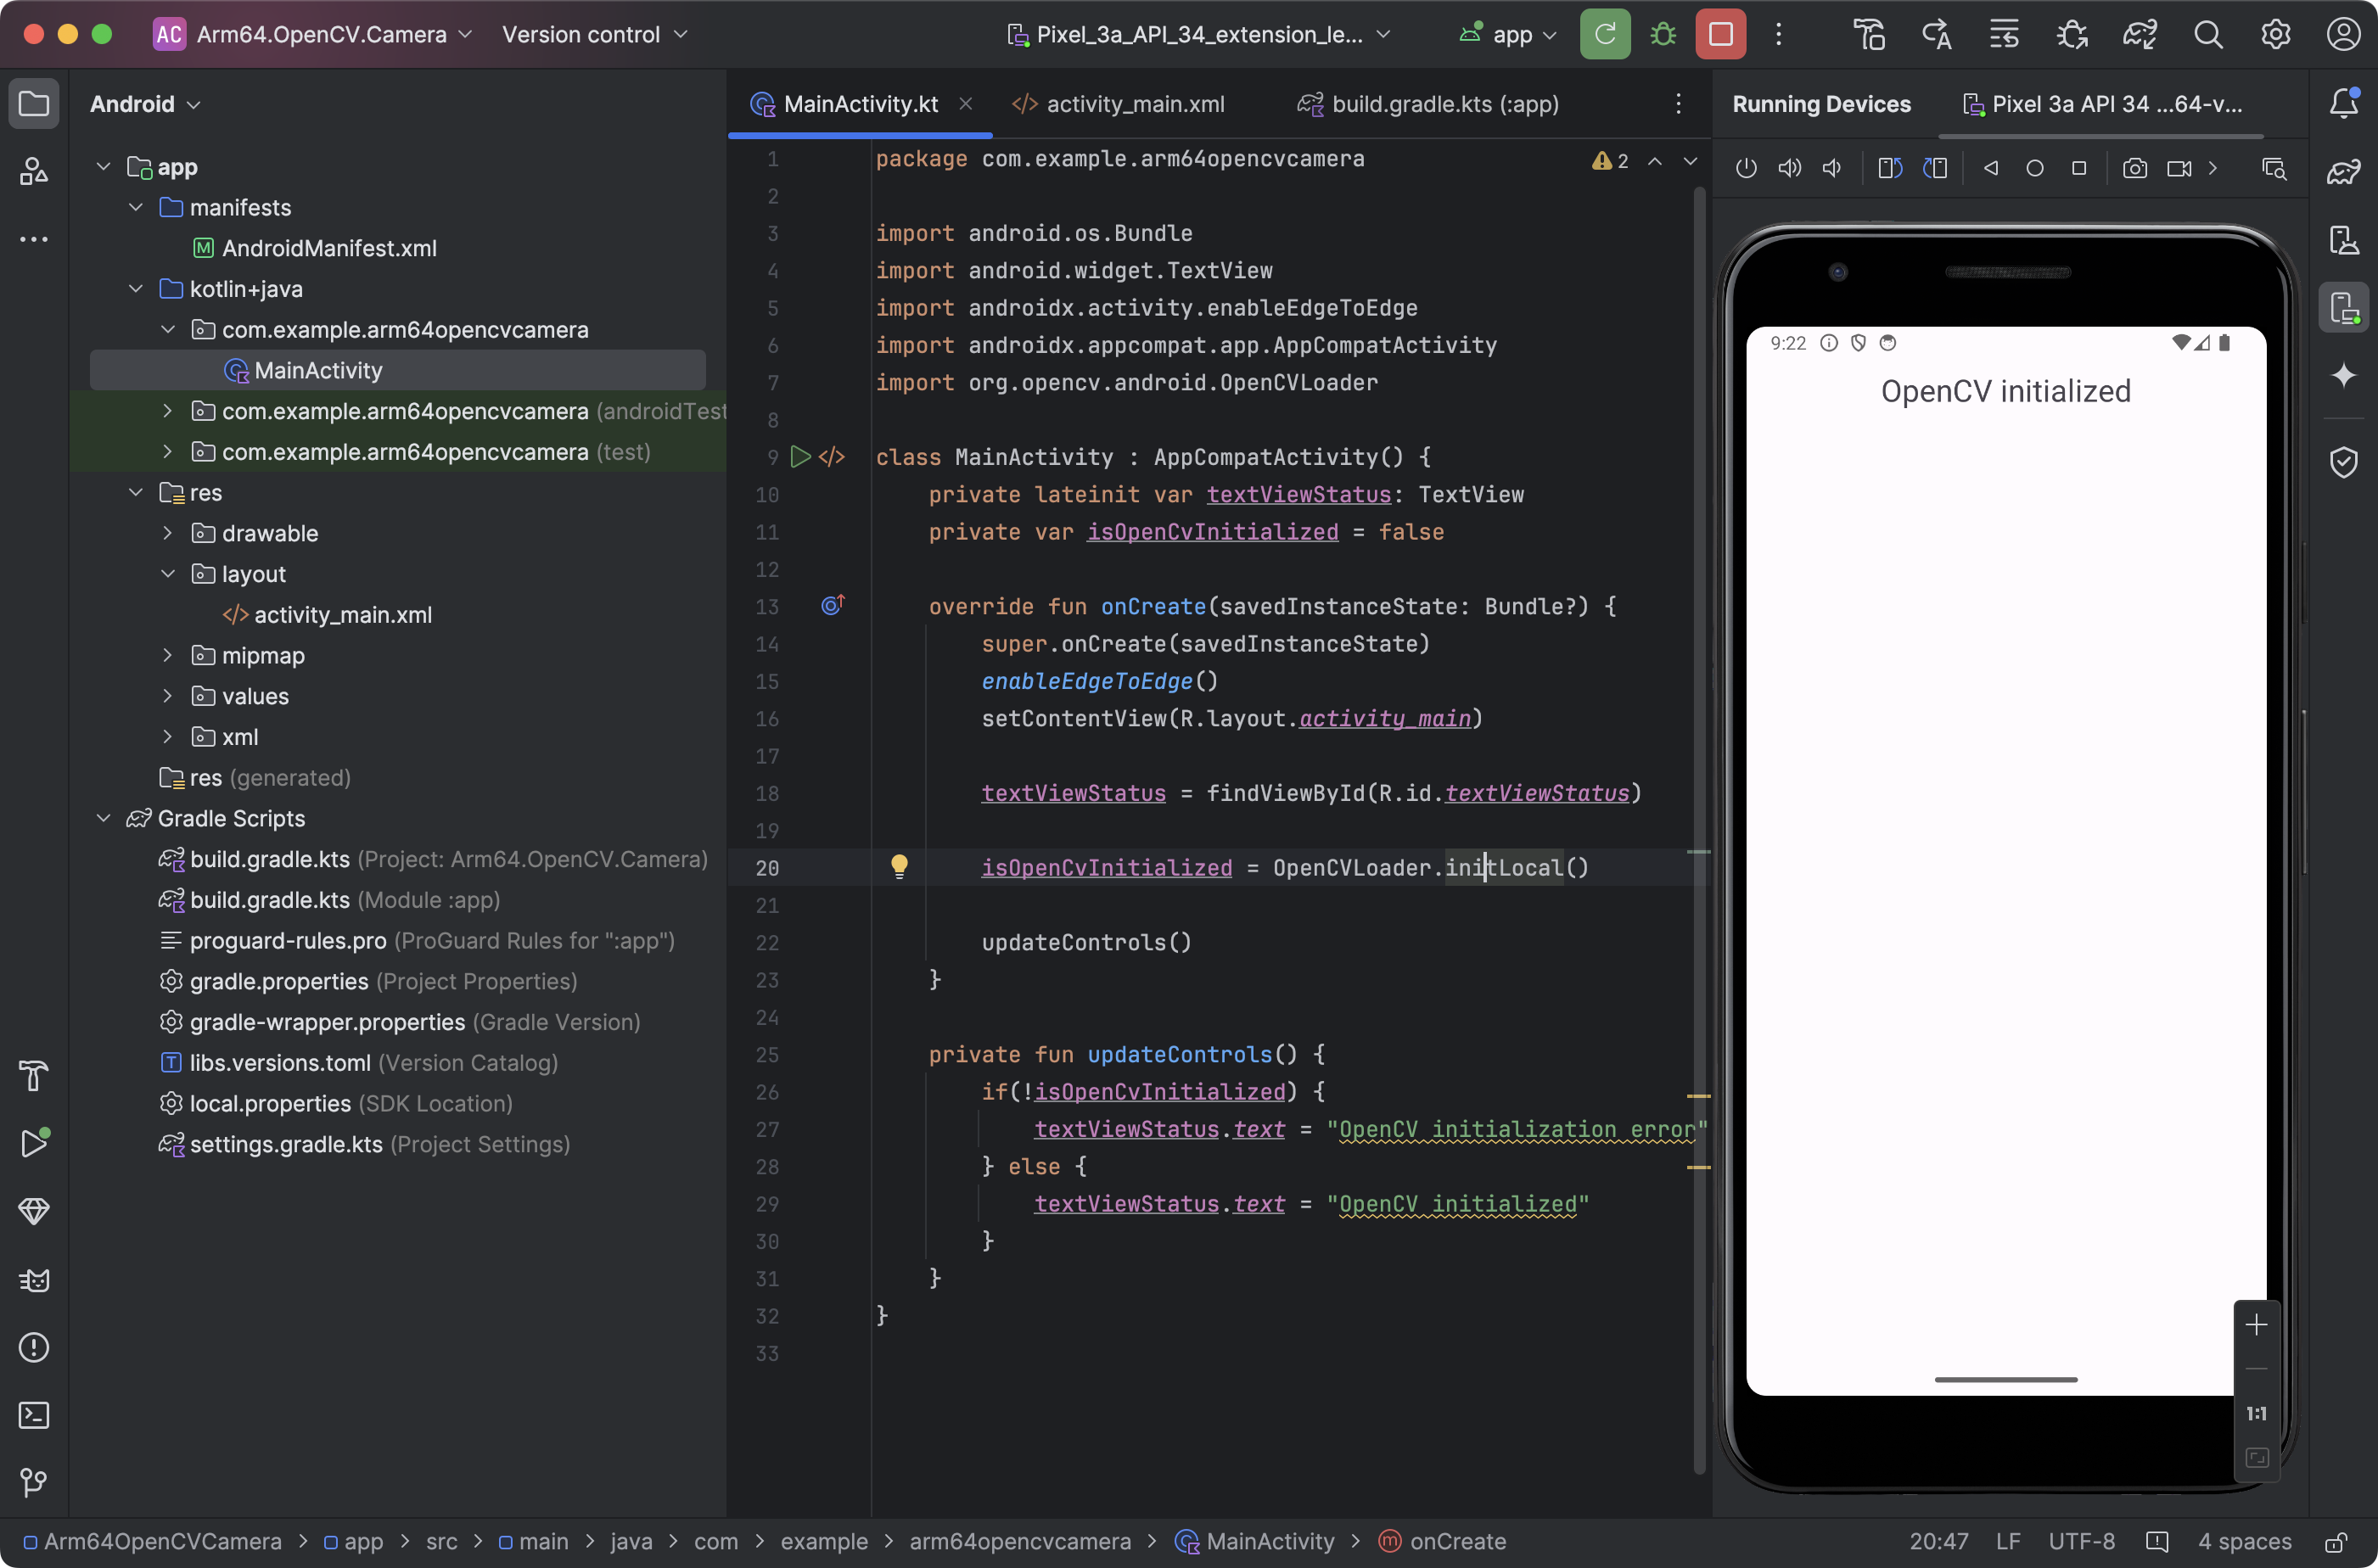 AC Arm64.OpenCV.Camera Version control Pixel_3a_API_34_extension_le... app
Android
app
manifests
M AndroidManifest.xml
kotlin+java
com.example.arm64opencvcamera
MainActivity
com.example.arm64opencvcamera (androidTest
com.example.arm64opencvcamera (test)
res
drawable
layout
activity_main.xml
mipmap
values
xml
res (generated)
Gradle Scripts
build.gradle.kts (Project: Arm64.OpenCV.Camera)
build.gradle.kts (Module :app)
proguard-rules.pro (ProGuard Rules for ":app")
gradle.properties (Project Properties)
gradle-wrapper.properties (Gradle Version)
T libs.versions.toml (Version Catalog)
local.properties (SDK Location)
settings.gradle.kts (Project Settings)
MainActivity.kt activity_main.xml build.gradle.kts (:app)
2
1 package com.example.arm64opencvcamera
2
3 import android.os.Bundle
4 import android.widget.TextView
5 import androidx.activity.enableEdgeToEdge
6 import androidx.appcompat.app.AppCompatActivity
7 import org.opencv.android.OpenCVLoader
8
9 class MainActivity : AppCompatActivity() {
10 private lateinit var textViewStatus: TextView
11 private var isOpenCvInitialized = false
12
13 override fun onCreate(savedInstanceState: Bundle?) {
14 super.onCreate(savedInstanceState)
15 enableEdgeToEdge()
16 setContentView(R.layout.activity_main)
17
18 textViewStatus = findViewById(R.id.textViewStatus)
19
20 isOpenCvInitialized = OpenCVLoader.initLocal()
21
22 updateControls()
23 }
24
25 private fun updateControls() {
26 if(!isOpenCvInitialized) {
27 textViewStatus.text = "OpenCV initialization error"
28 } else {
29 textViewStatus.text = "OpenCV initialized"
30 }
31 }
32 }
33
Running Devices Pixel 3a API 34 ...64-v...
9:22
OpenCV initialized
1:1
Arm64OpenCVCamera > app > src > main > java > com > example > arm64opencvcamera > MainActivity > m onCreate
20:47 LF UTF-8 4 spaces